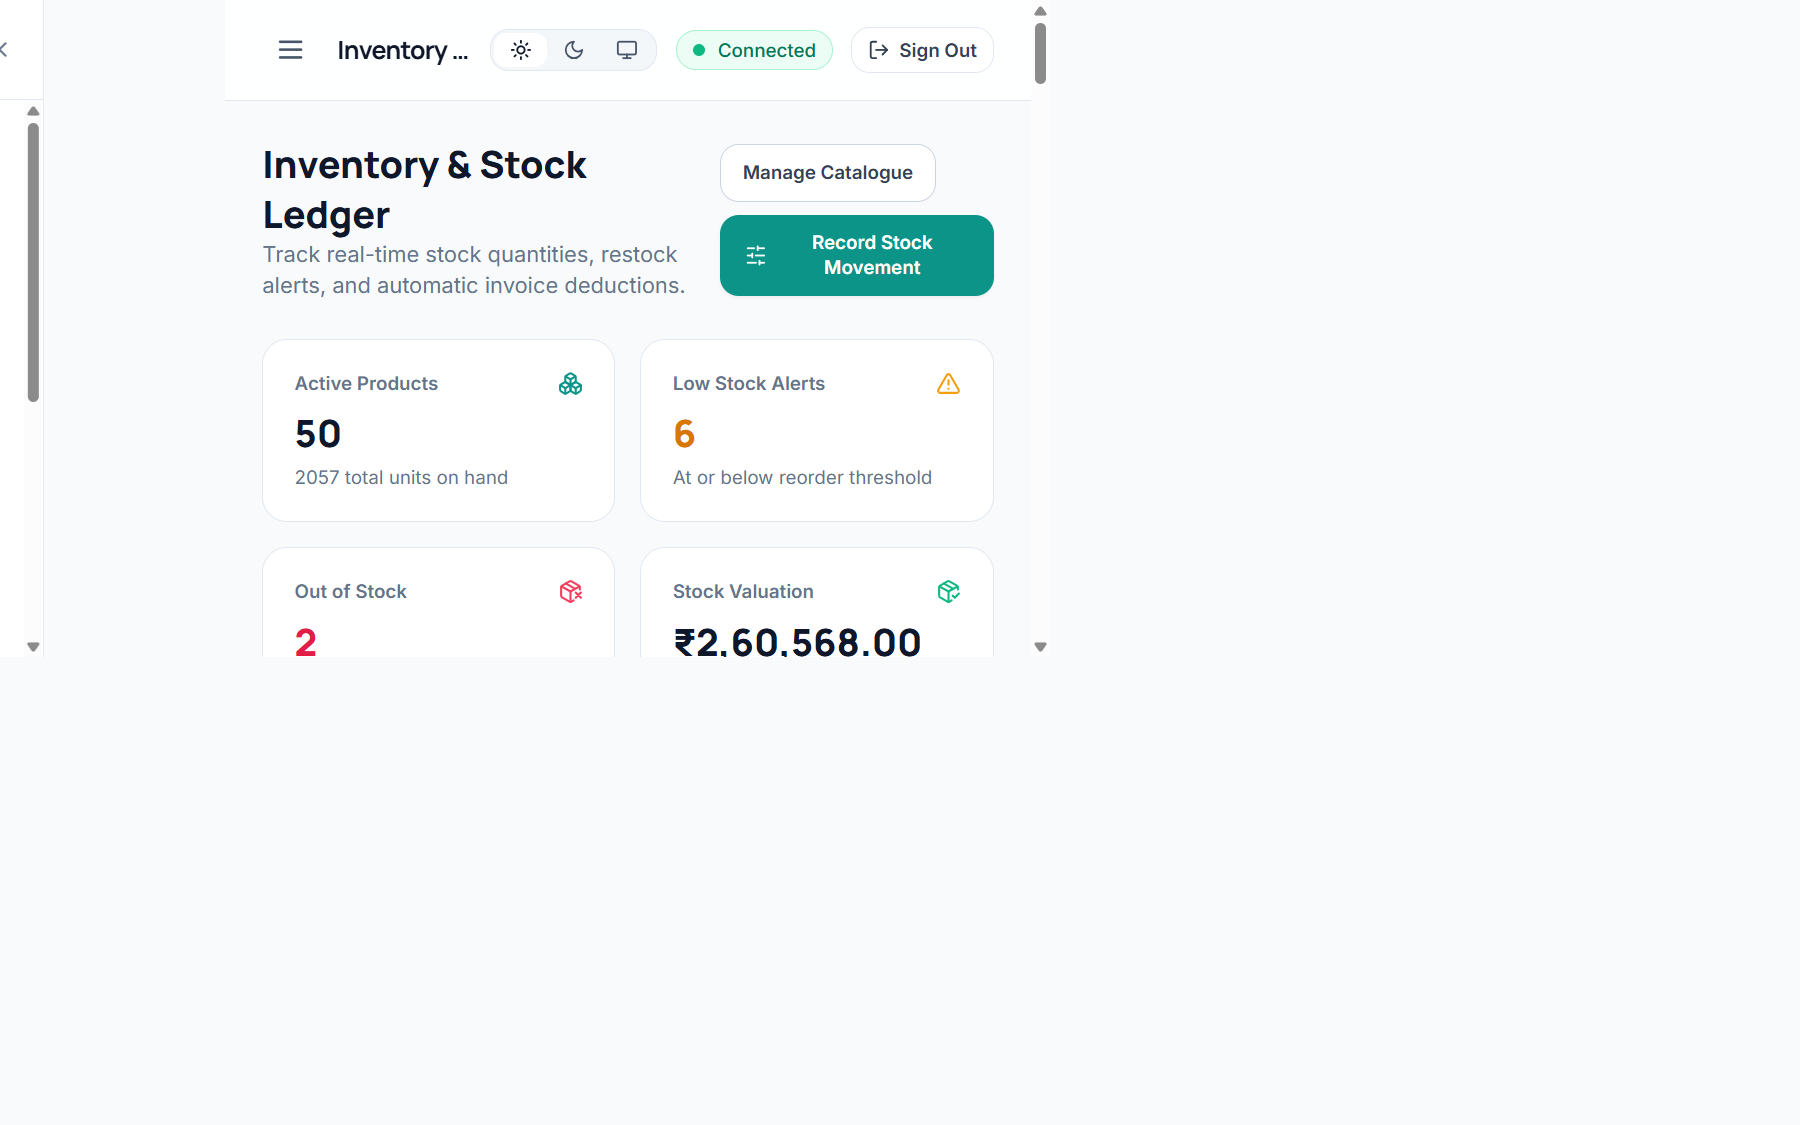 Inventory ...
Connected
Sign Out
Inventory & Stock
Ledger
Track real-time stock quantities, restock
alerts, and automatic invoice deductions.
Manage Catalogue
Record Stock
Movement
Active Products
50
2057 total units on hand
Low Stock Alerts
6
At or below reorder threshold
Out of Stock
2
Stock Valuation
₹2,60,568.00